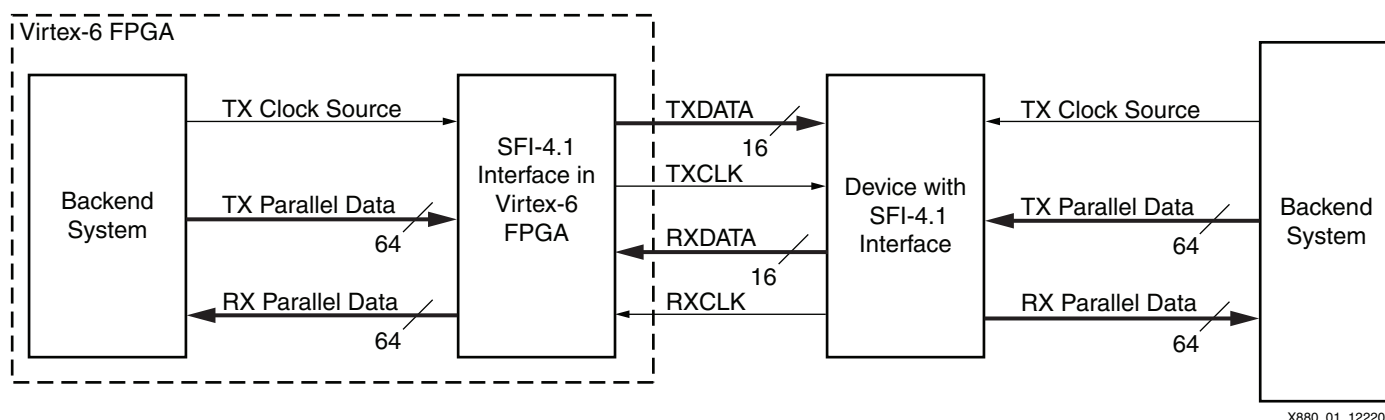 Virtex-6 FPGA
Backend
System
TX Clock Source
TX Parallel Data
64
RX Parallel Data
64
SFI-4.1
Interface in
Virtex-6
FPGA
TXDATA
16
TXCLK
RXDATA
16
RXCLK
Device with
SFI-4.1
Interface
TX Clock Source
TX Parallel Data
64
RX Parallel Data
64
Backend
System
X880_01_12220